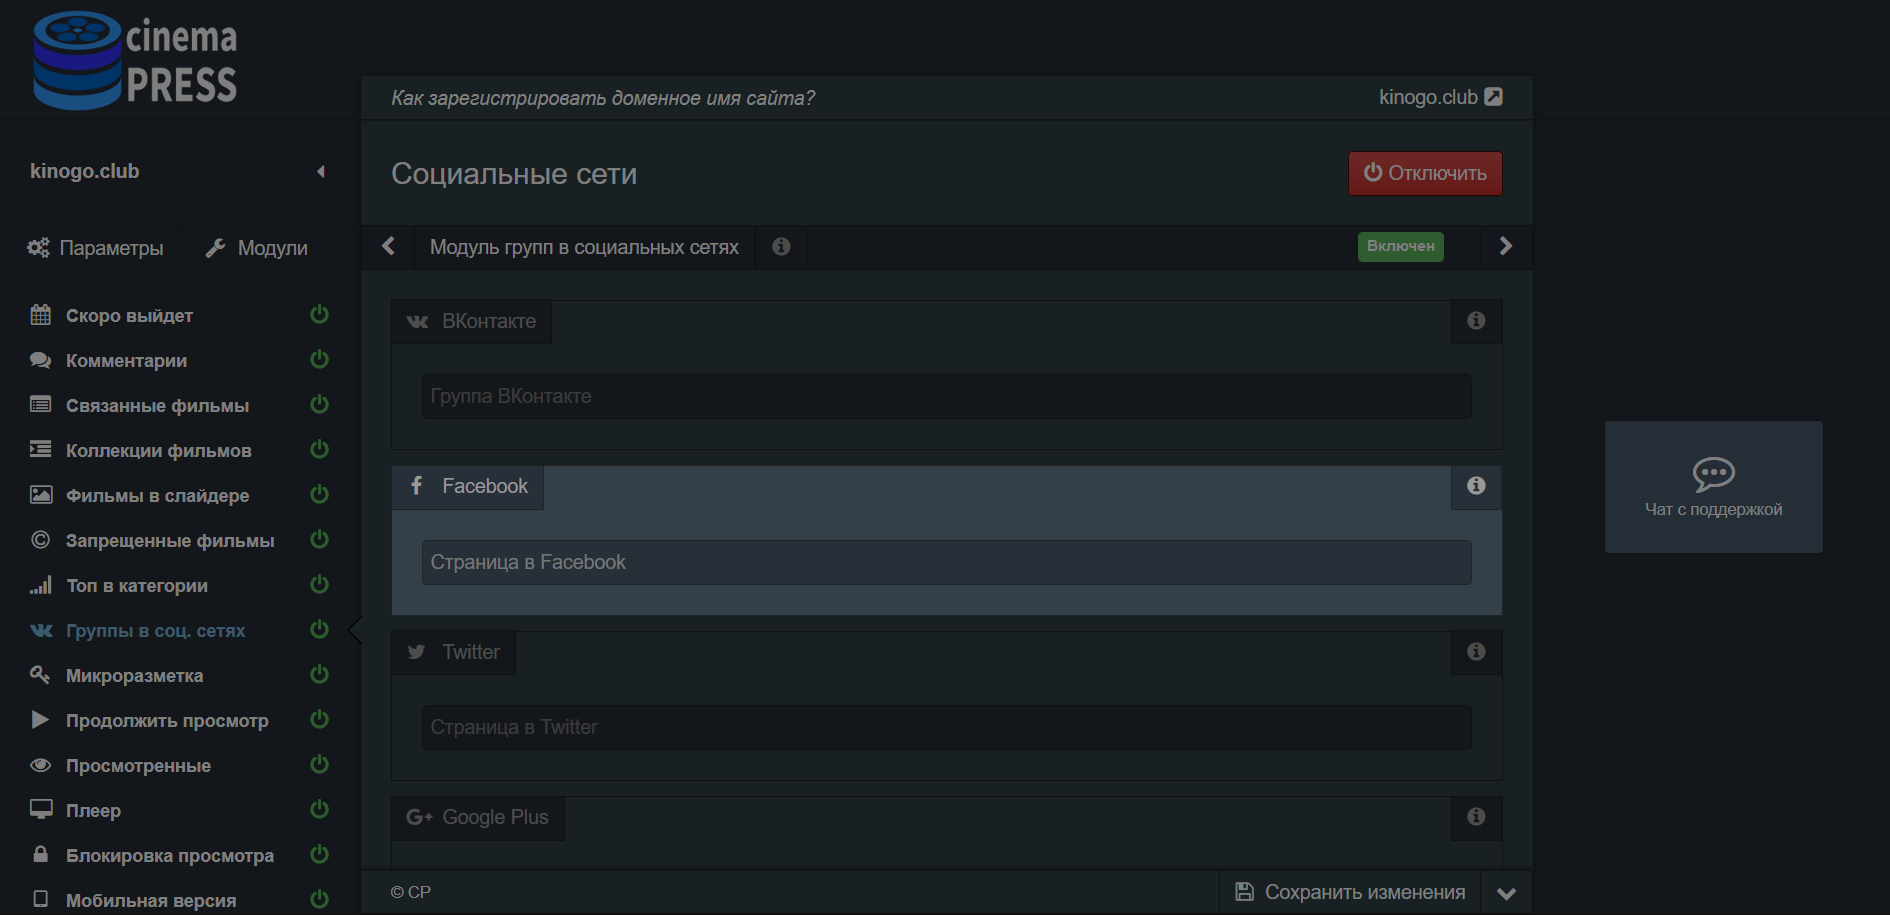 cinema
PRESS
Как зарегистрировать доменное имя сайта?
kinogo.club
kinogo.club
Социальные сети
Отключить
Параметры
Модули
Модуль групп в социальных сетях
Включен
Скоро выйдет
Комментарии
Связанные фильмы
Коллекции фильмов
Фильмы в слайдере
Запрещенные фильмы
Топ в категории
Группы в соц. сетях
Микроразметка
Продолжить просмотр
Просмотренные
Плеер
Блокировка просмотра
Мобильная версия
ВКонтакте
Группа ВКонтакте
Facebook
Страница в Facebook
Twitter
Страница в Twitter
Google Plus
Чат с поддержкой
© CP
Сохранить изменения